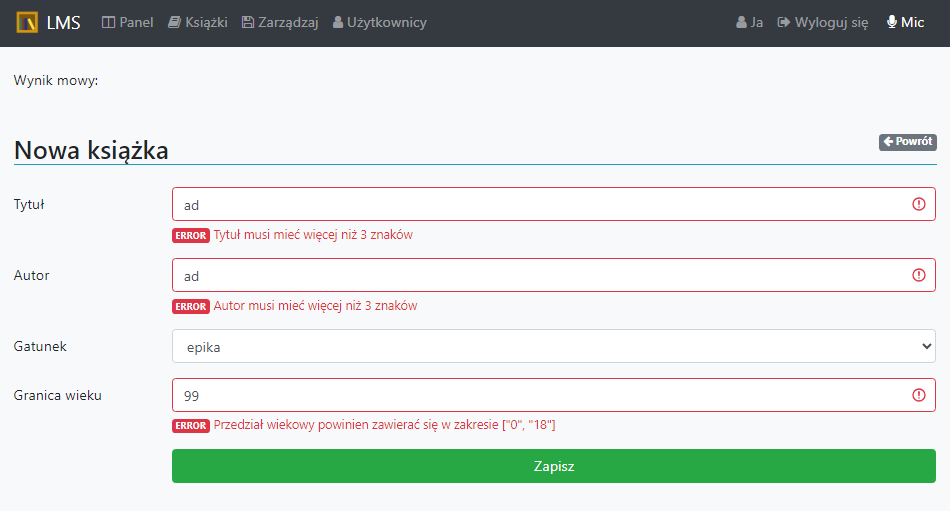 LMS Panel Książki Zarządzaj Użytkownicy Ja Wyloguj się Mic
Wynik mowy:
Nowa książka Powrót
Tytuł ad
ERROR Tytuł musi mieć więcej niż 3 znaków
Autor ad
ERROR Autor musi mieć więcej niż 3 znaków
Gatunek epika
Granica wieku 99
ERROR Przedział wiekowy powinien zawierać się w zakresie ["0", "18"]
Zapisz